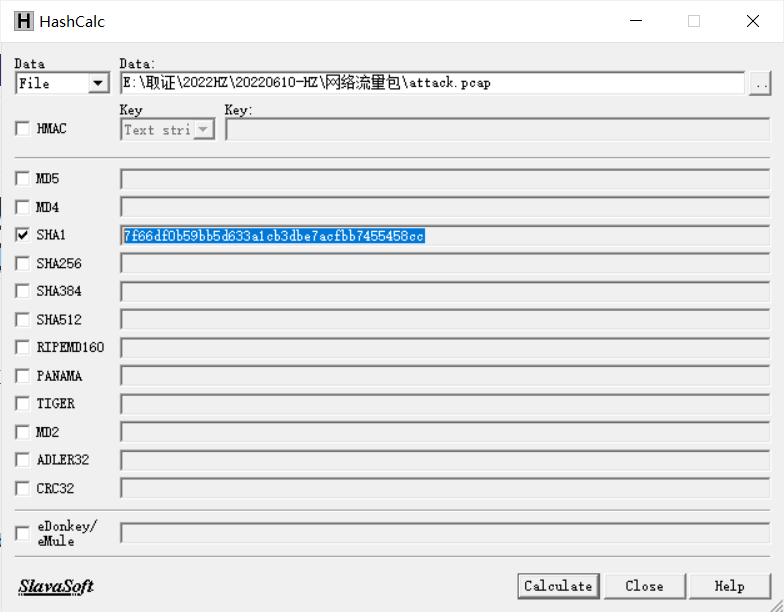 HashCalc
Data
Data:
File
E:\取证\2022HZ\20220610-HZ\网络流量包\attack.pcap
..
Key
Key:
HMAC
Text stri
MD5
MD4
SHA1
7f66df0b59bb5d633a1cb3dbe7acfbb7455458cc
SHA256
SHA384
SHA512
RIPEMD160
PANAMA
TIGER
MD2
ADLER32
CRC32
eDonkey/
eMule
SlavaSoft
Calculate
Close
Help